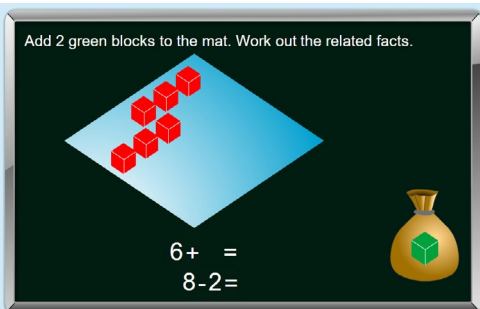 Add 2 green blocks to the mat. Work out the related facts.
6+  =
8-2=